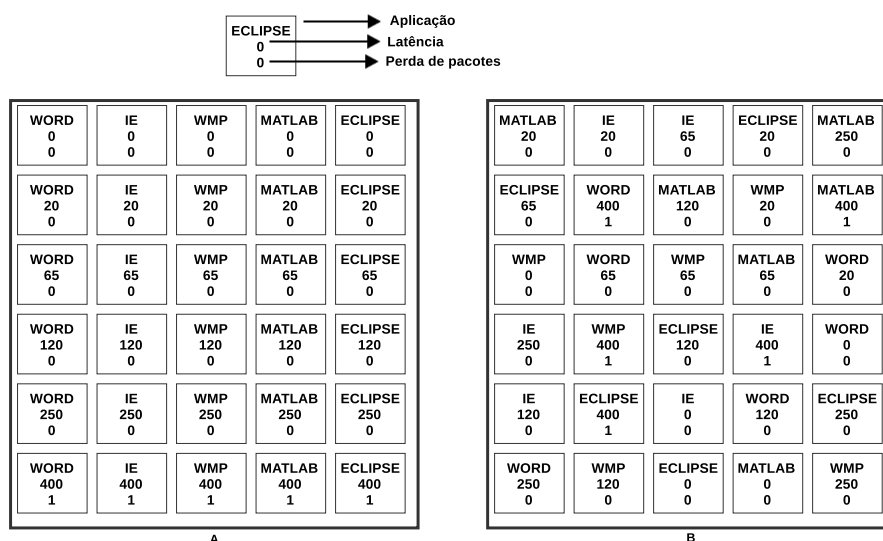 ECLIPSE
0
0
Aplicação
Latência
Perda de pacotes
WORD IE WMP MATLAB ECLIPSE
0 0 0 0 0
0 0 0 0 0
WORD IE WMP MATLAB ECLIPSE
20 20 20 20 20
0 0 0 0 0
WORD IE WMP MATLAB ECLIPSE
65 65 65 65 65
0 0 0 0 0
WORD IE WMP MATLAB ECLIPSE
120 120 120 120 120
0 0 0 0 0
WORD IE WMP MATLAB ECLIPSE
250 250 250 250 250
0 0 0 0 0
WORD IE WMP MATLAB ECLIPSE
400 400 400 400 400
1 1 1 1 1
A
MATLAB IE IE ECLIPSE MATLAB
20 20 65 20 250
0 0 0 0 0
ECLIPSE WORD MATLAB WMP MATLAB
65 400 120 20 400
0 1 0 0 1
WMP WORD WMP MATLAB WORD
0 65 65 65 20
0 0 0 0 0
IE WMP ECLIPSE IE WORD
250 400 120 400 0
0 1 0 1 0
IE ECLIPSE IE WORD ECLIPSE
120 400 0 120 250
0 1 0 0 0
WORD WMP ECLIPSE MATLAB WMP
250 120 0 0 250
0 0 0 0 0
B